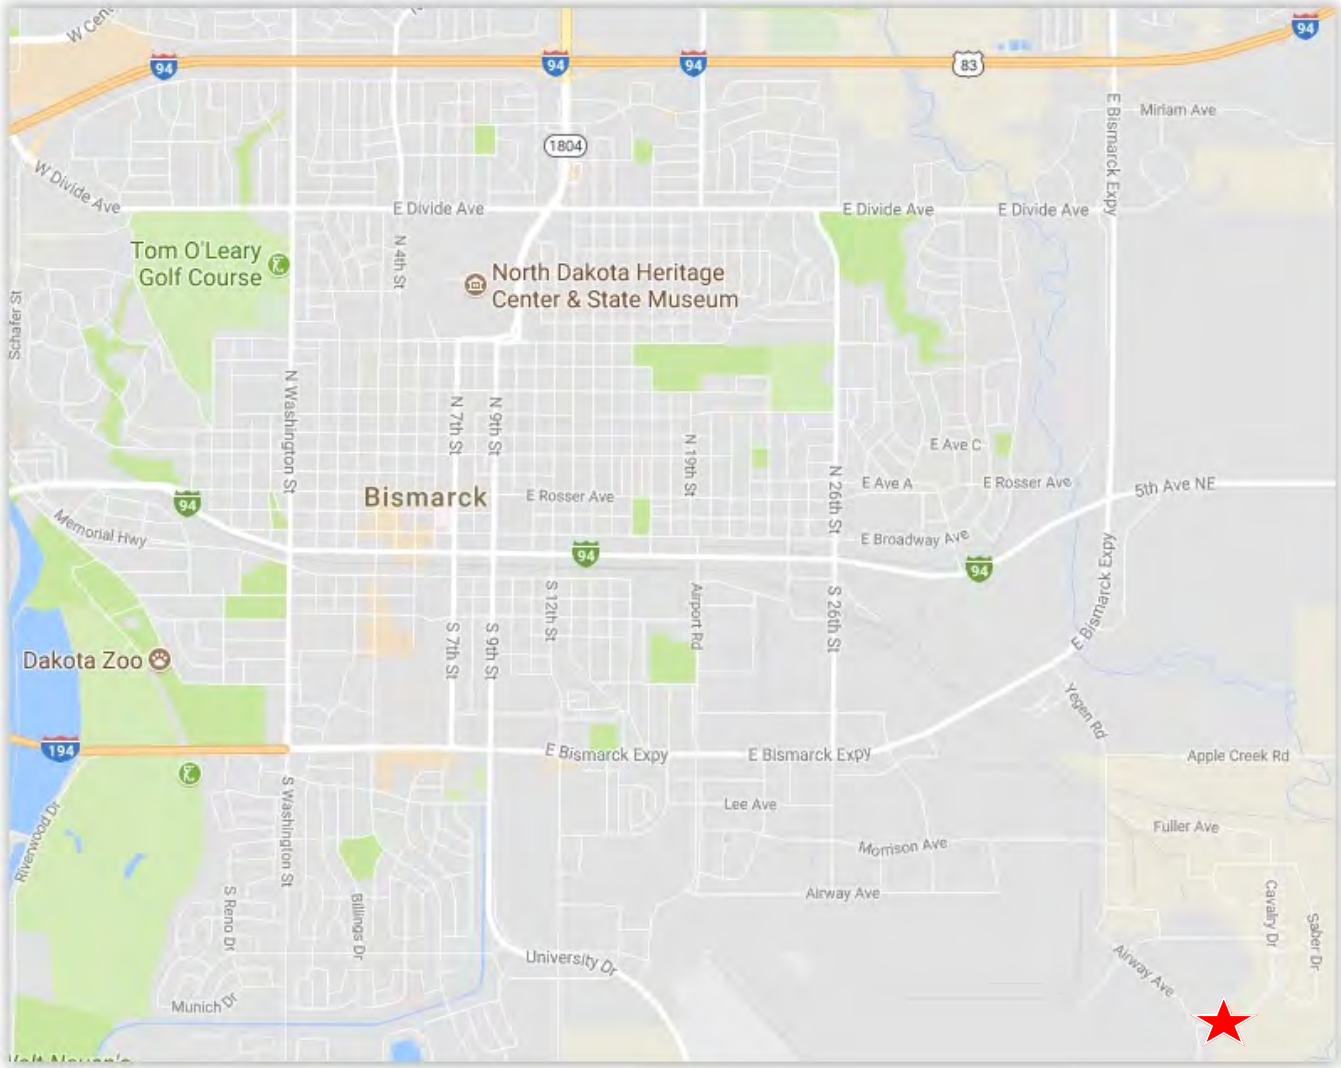 W Cen
94
94
94
83
94
E Bismarck Expy
Miriam Ave
1804
W Divide Ave
E Divide Ave
E Divide Ave
E Divide Ave
Tom O'Leary
Golf Course
N 4th St
North Dakota Heritage
Center & State Museum
Schafer St
N Washington St
N 7th St
N 9th St
N 19th St
E Ave C
N 26th St
E Ave A
E Rosser Ave
5th Ave NE
Bismarck
E Rosser Ave
94
Memorial Hwy
E Broadway Ave
94
94
E Bismarck Expy
S 12th St
Airport Rd
S 26th St
S 7th St
S 9th St
Dakota Zoo
Yegen Rd
194
E Bismarck Expy
E Bismarck Expy
Apple Creek Rd
S Washington St
Riverwood Dr
Lee Ave
Fuller Ave
Morrison Ave
S Reno Dr
Billings Dr
Airway Ave
Cavalry Dr
Saber Dr
University Dr
Airway Ave
Munich Dr